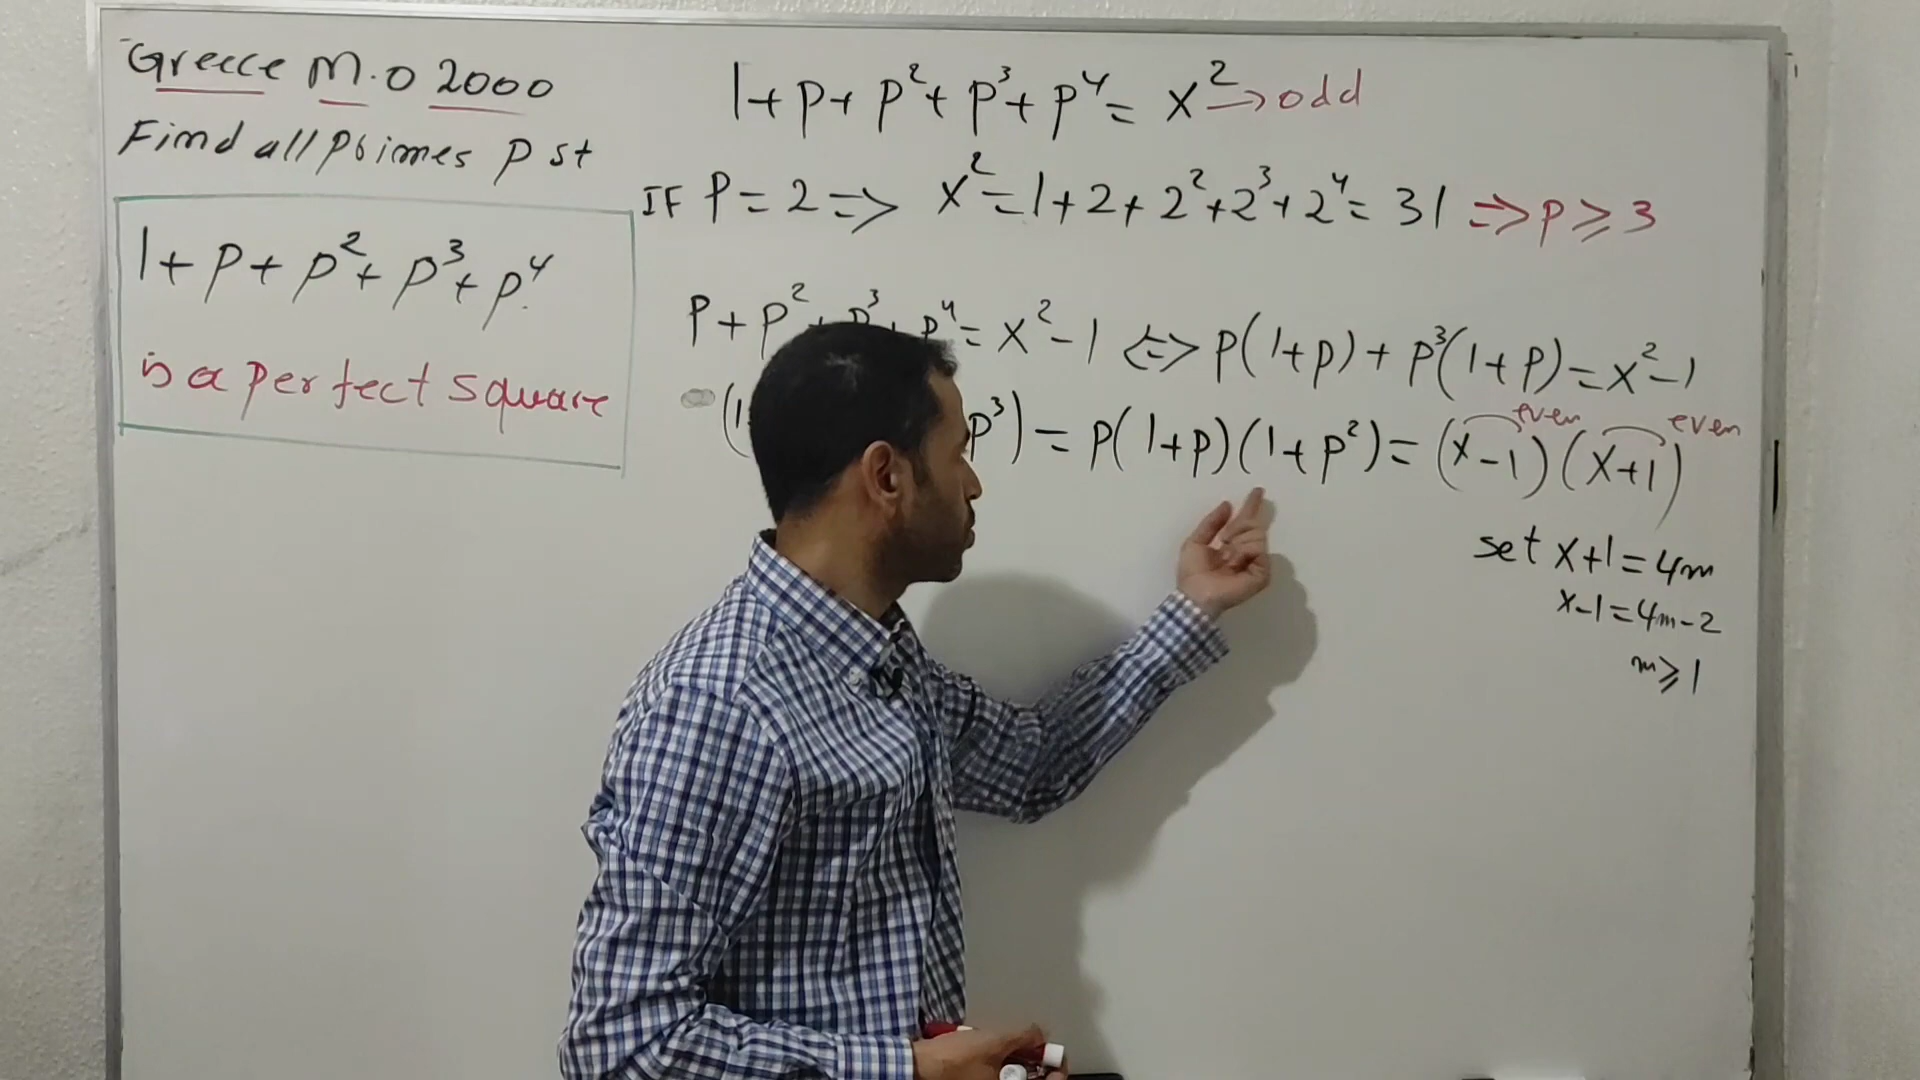 Greece M.O 2000
Find all primes P st
1+p+p²+p³+p⁴
is a perfect square
1+p+p²+p³+p⁴=x²→odd
IF P=2=> x²=1+2+2²+2³+2⁴=31 =>p≥3
P+p²+p³+p⁴=x²-1 <=> p(1+p)+p³(1+p)=x²-1
(1 p³)=p(1+p)(1+p²)=(x-1)(x+1)
even even
set x+1=4m
x-1=4m-2
m≥1